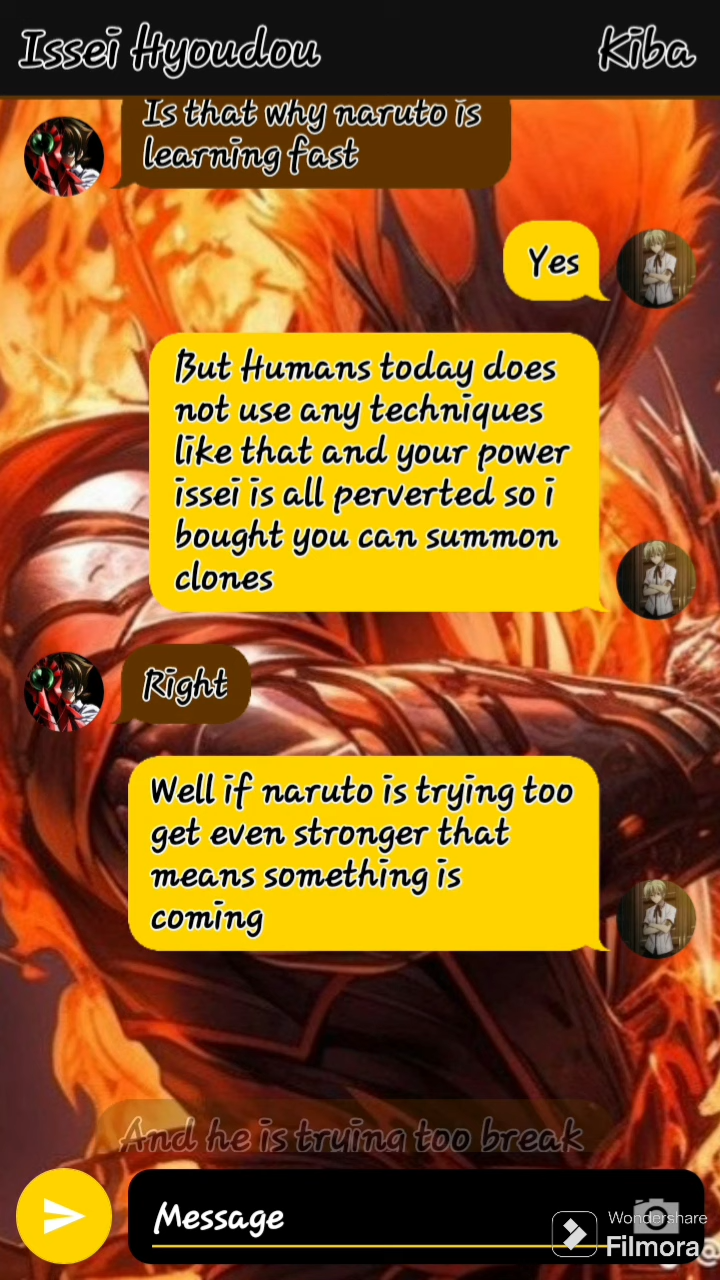 Issei Hyoudou
Kiba
Is that why naruto is
learning fast
Yes
But Humans today does
not use any techniques
like that and your power
issei is all perverted so i
bought you can summon
clones
Right
Well if naruto is trying too
get even stronger that
means something is
coming
And he is trying too break
Message
Wondershare
Filmora
@